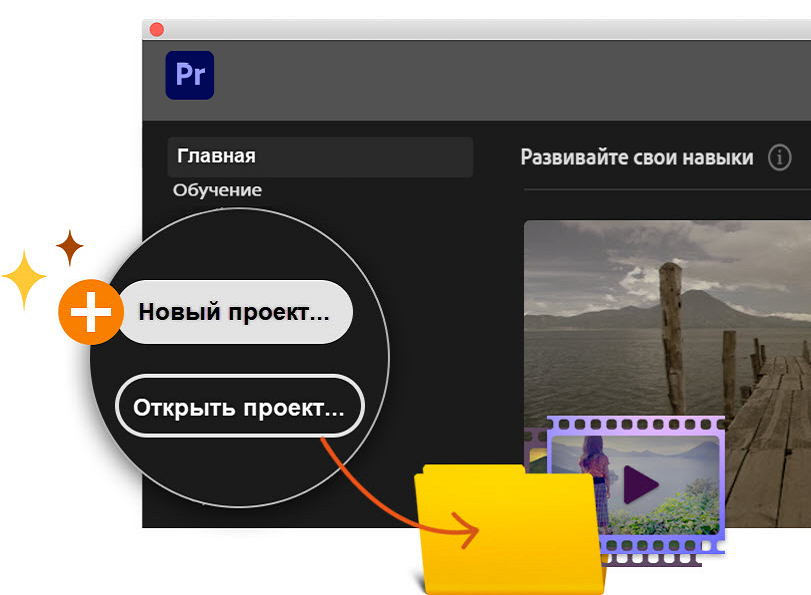 Pr
Главная
Развивайте свои навыки
Обучение
Новый проект...
Открыть проект...